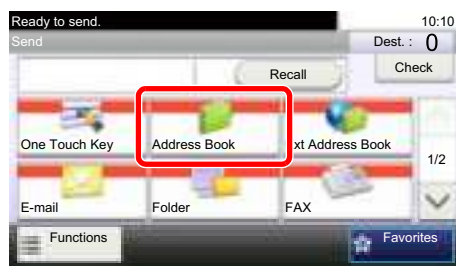 Ready to send. 10:10
Send Dest. : 0
Recall Check
One Touch Key Address Book xt Address Book
1/2
E-mail Folder FAX
Functions Favorites